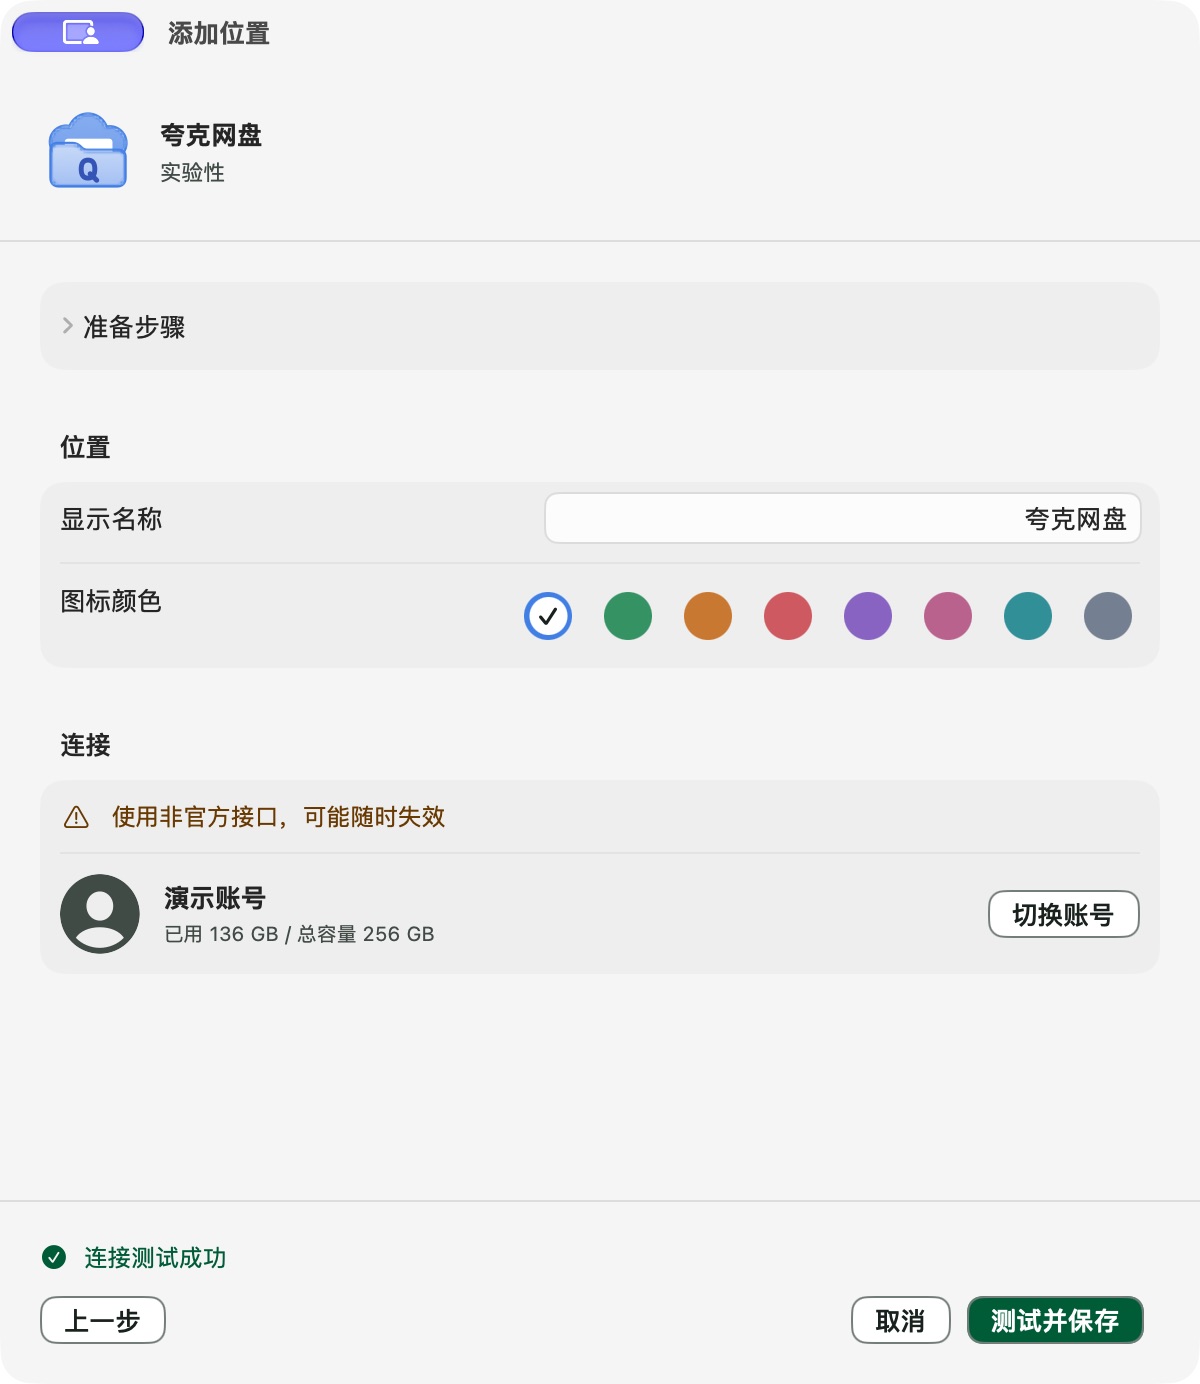 添加位置
夸克网盘
实验性
准备步骤
位置
显示名称
夸克网盘
图标颜色
连接
使用非官方接口，可能随时失效
演示账号
已用 136 GB / 总容量 256 GB
切换账号
连接测试成功
上一步
取消
测试并保存